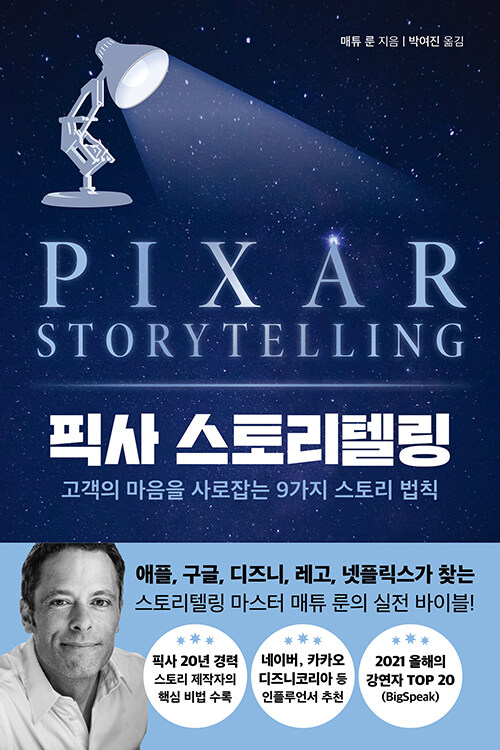 매튜 룬 지음 | 박여진 옮김
PIXAR
STORYTELLING
픽사 스토리텔링
고객의 마음을 사로잡는 9가지 스토리 법칙
애플, 구글, 디즈니, 레고, 넷플릭스가 찾는
스토리텔링 마스터 매튜 룬의 실전 바이블!
픽사 20년 경력
스토리 제작자의
핵심 비법 수록
네이버, 카카오
디즈니코리아 등
인플루언서 추천
2021 올해의
강연자 TOP 20
(BigSpeak)